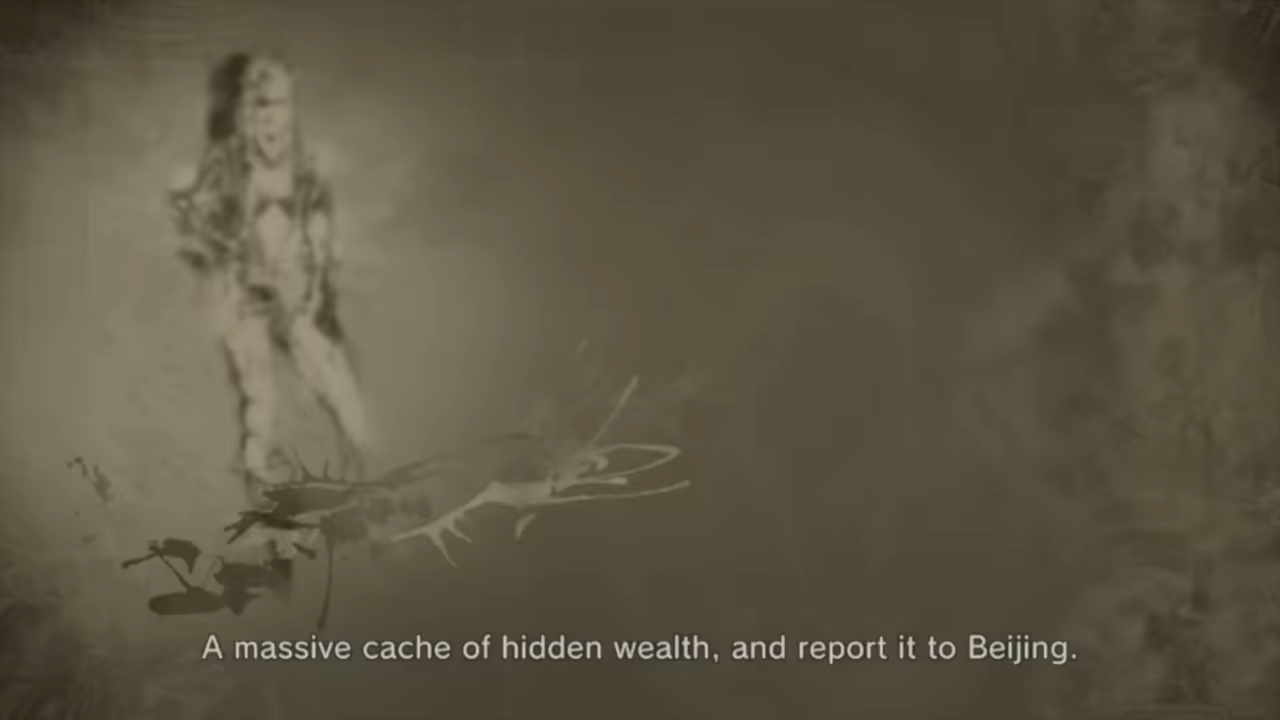 A massive cache of hidden wealth, and report it to Beijing.